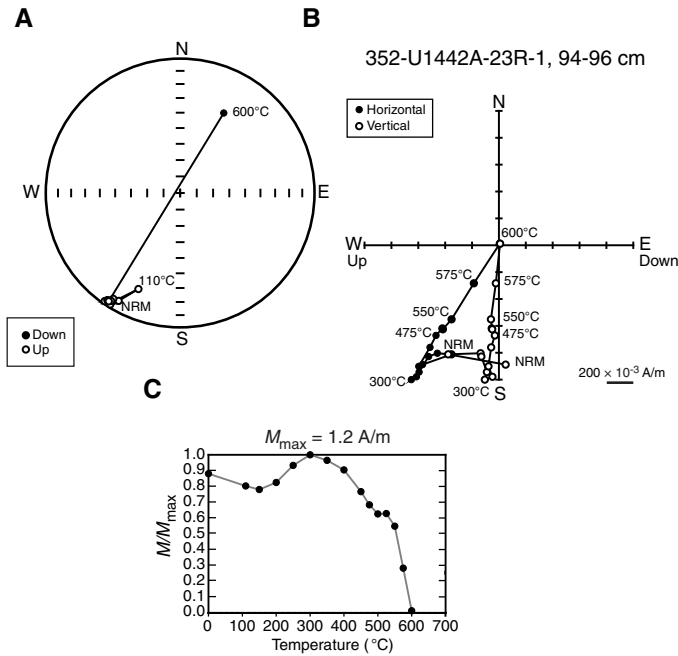 A
N
600°C
W
E
110°C
NRM
S
Down
Up
B
352-U1442A-23R-1, 94-96 cm
Horizontal
Vertical
N
600°C
W
Up
E
Down
575°C
575°C
550°C
550°C
475°C
475°C
NRM
NRM
300°C
300°C
S
200 × 10-3 A/m
C
Mmax = 1.2 A/m
1.0
0.9
0.8
0.7
0.6
0.5
0.4
0.3
0.2
0.1
0.0
M/Mmax
0 100 200 300 400 500 600 700
Temperature (°C)